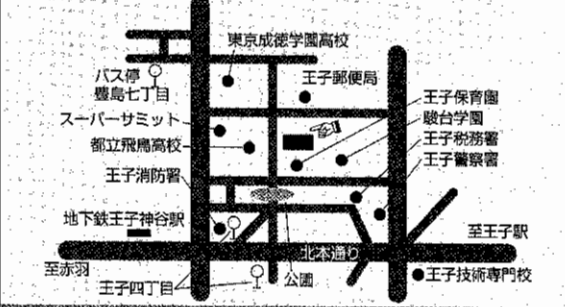 東京成徳学園高校
バス停
豊島七丁目
王子郵便局
王子保育園
スーパーサミット
駿台学園
都立飛鳥高校
王子税務署
王子警察署
王子消防署
地下鉄王子神谷駅
至王子駅
北本通り
至赤羽
王子四丁目
公園
王子技術専門校